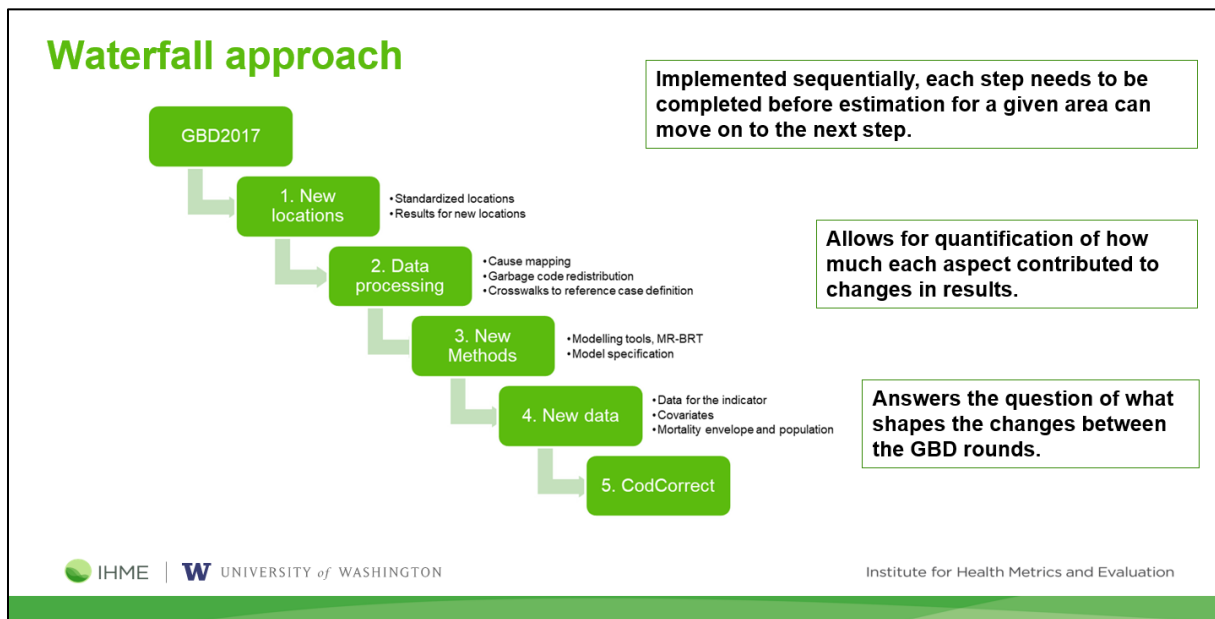 Waterfall approach
GBD2017
1. New
locations
•Standardized locations
•Results for new locations
2. Data
processing
•Cause mapping
•Garbage code redistribution
•Crosswalks to reference case definition
3. New
Methods
•Modelling tools, MR-BRT
•Model specification
4. New data
•Data for the indicator
•Covariates
•Mortality envelope and population
5. CodCorrect
Implemented sequentially, each step needs to be
completed before estimation for a given area can
move on to the next step.
Allows for quantification of how
much each aspect contributed to
changes in results.
Answers the question of what
shapes the changes between
the GBD rounds.
IHME | W UNIVERSITY of WASHINGTON
Institute for Health Metrics and Evaluation